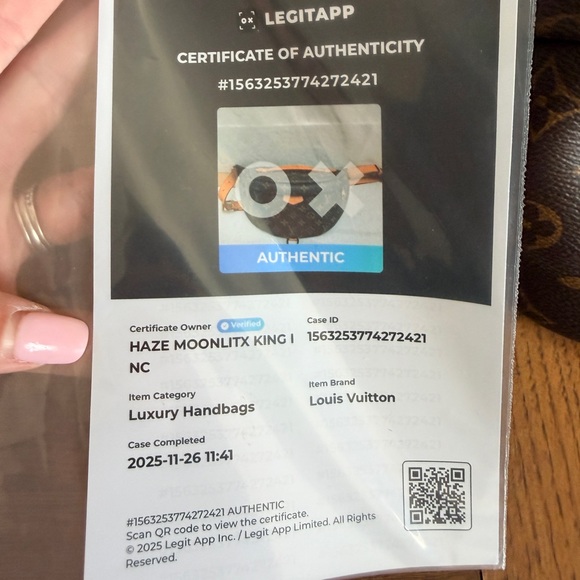 LEGITAPP
CERTIFICATE OF AUTHENTICITY
#1563253774272421
AUTHENTIC
Certificate Owner Verified
HAZE MOONLITX KING I
NC
Case ID
1563253774272421
Item Category
Luxury Handbags
Item Brand
Louis Vuitton
Case Completed
2025-11-26 11:41
#1563253774272421 AUTHENTIC
Scan QR code to view the certificate.
© 2025 Legit App Inc. / Legit App Limited. All Rights
Reserved.